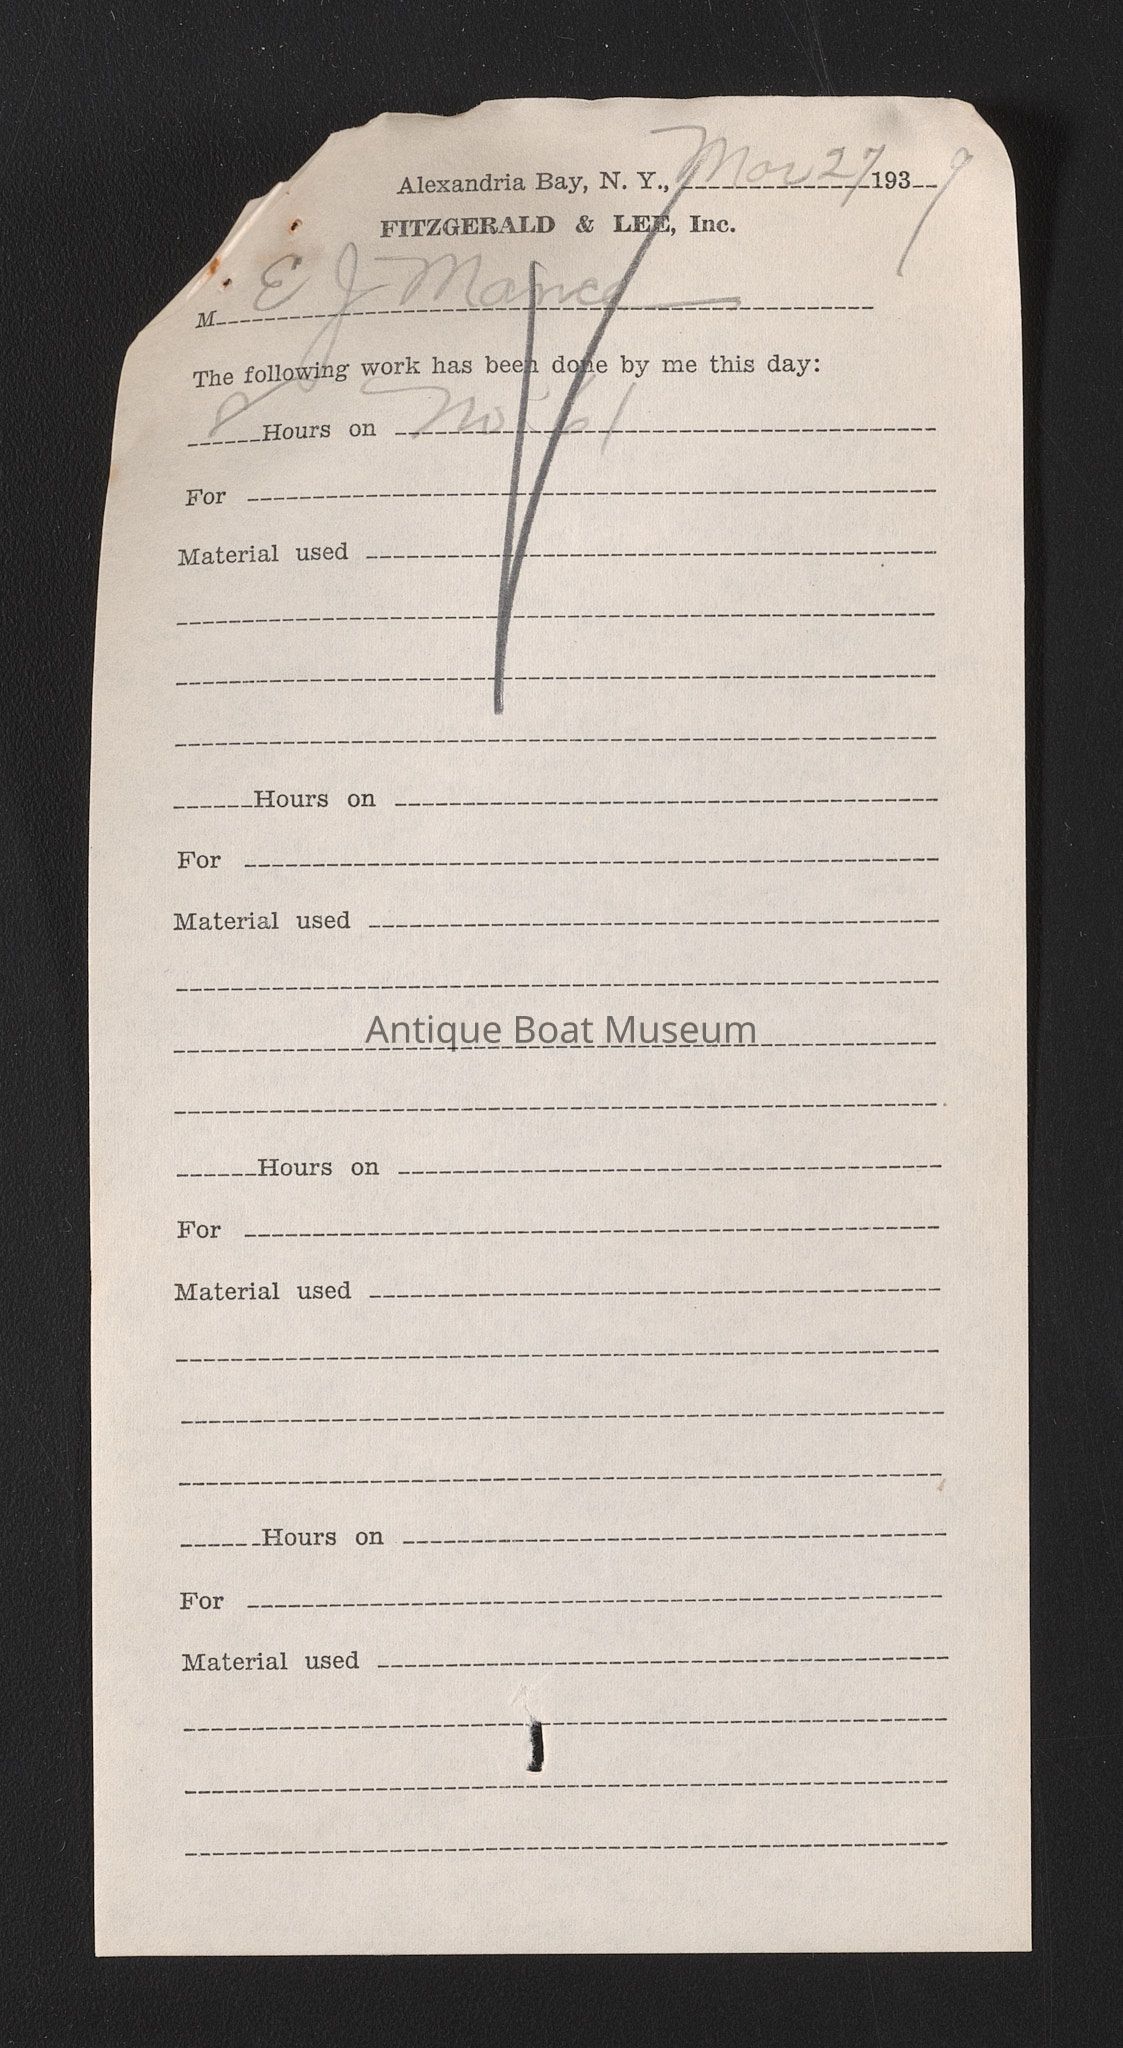 Alexandria Bay, N. Y., Mar 27 1939
FITZGERALD & LEE, Inc.
M E J Mance
The following work has been done by me this day:
8 Hours on No 61
For
Material used
Hours on
For
Material used
Antique Boat Museum
Hours on
For
Material used
Hours on
For
Material used